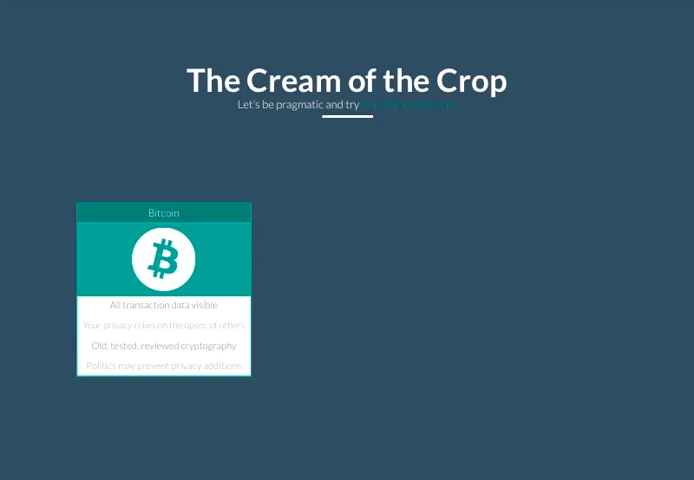 The Cream of the Crop
Let's be pragmatic and try
Bitcoin
All transaction data visible
Your privacy relies on the opsec of others
Old, tested, reviewed cryptography
Politics may prevent privacy additions